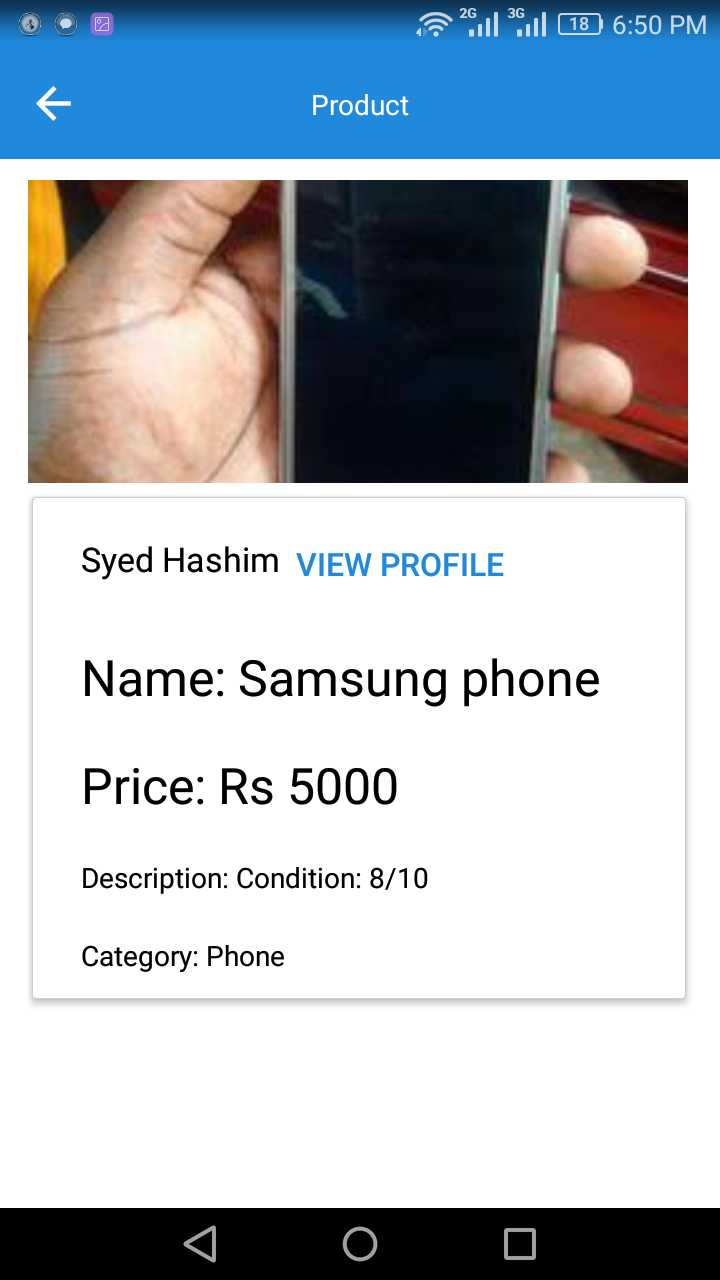 2G 3G 18 6:50 PM
Product
Syed Hashim VIEW PROFILE
Name: Samsung phone
Price: Rs 5000
Description: Condition: 8/10
Category: Phone